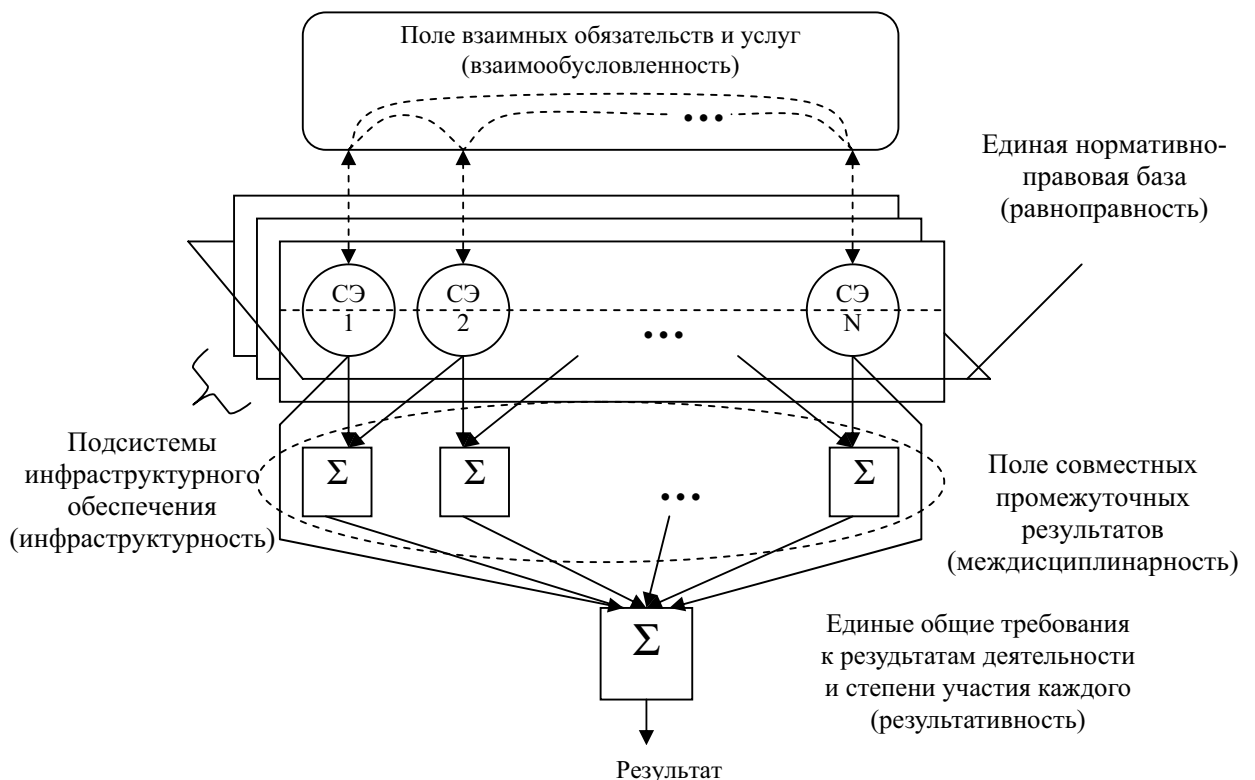 Поле взаимных обязательств и услуг
(взаимообусловленность)
...
Единая нормативно-
правовая база
(равноправность)
СЭ
1
СЭ
2
...
СЭ
N
Подсистемы
инфраструктурного
обеспечения
(инфраструктурность)
Σ
Σ
...
Σ
Поле совместных
промежуточных
результатов
(междисциплинарность)
Σ
Единые общие требования
к резудьтатам деятельности
и степени участия каждого
(результативность)
Результат